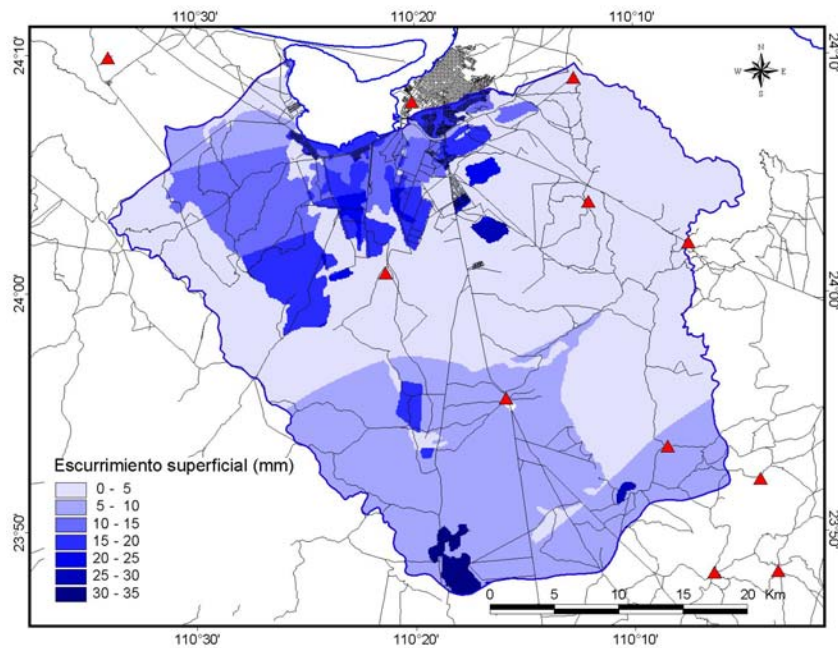 110°30' 110°20' 110°10'
24°10' 24°10'
N
W E
S
24°00' 24°00'
Escurrimiento superficial (mm)
0 - 5
5 - 10
10 - 15
15 - 20
20 - 25
25 - 30
30 - 35
23°50' 23°50'
0 5 10 15 20 Km
110°30' 110°20' 110°10'